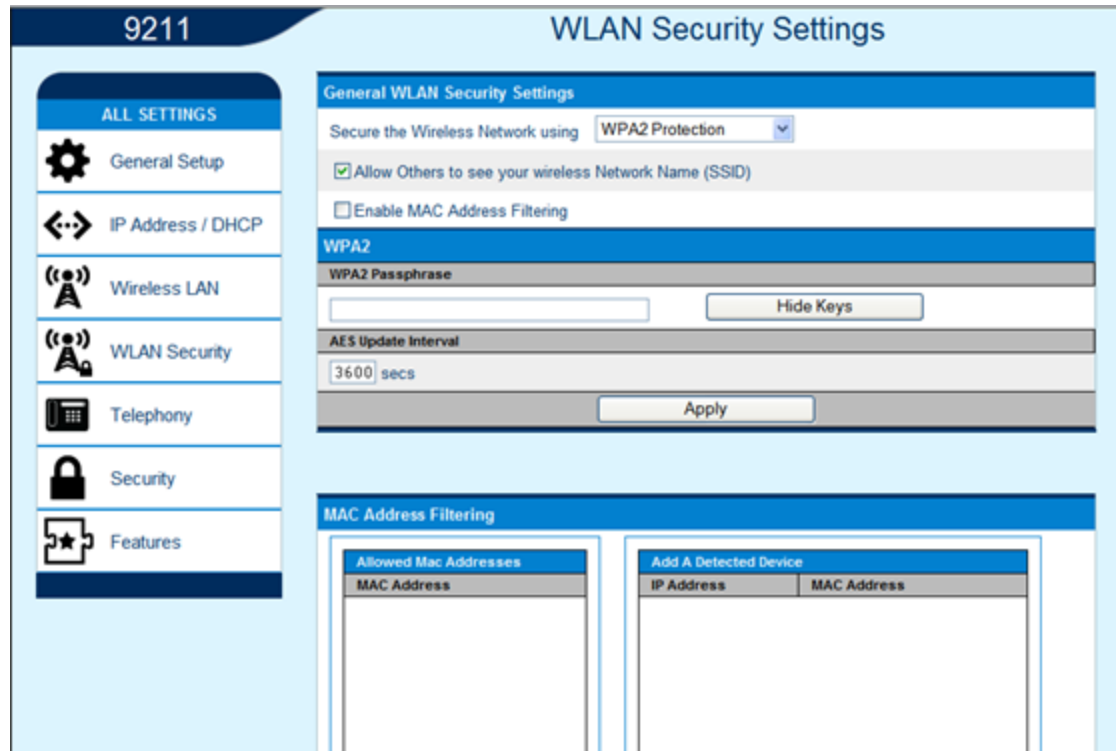 9211
WLAN Security Settings
ALL SETTINGS
General Setup
IP Address / DHCP
Wireless LAN
WLAN Security
Telephony
Security
Features
General WLAN Security Settings
Secure the Wireless Network using WPA2 Protection
Allow Others to see your wireless Network Name (SSID)
Enable MAC Address Filtering
WPA2
WPA2 Passphrase
Hide Keys
AES Update Interval
3600 secs
Apply
MAC Address Filtering
Allowed Mac Addresses
MAC Address
Add A Detected Device
IP Address MAC Address